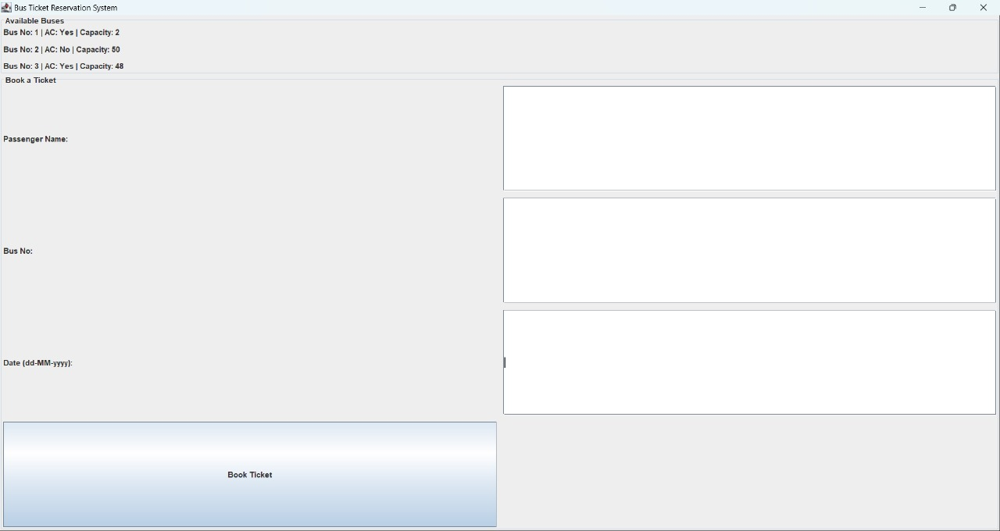 Bus Ticket Reservation System
Available Buses
Bus No: 1 | AC: Yes | Capacity: 2
Bus No: 2 | AC: No | Capacity: 50
Bus No: 3 | AC: Yes | Capacity: 48
Book a Ticket
Passenger Name:
Bus No:
Date (dd-MM-yyyy):
Book Ticket